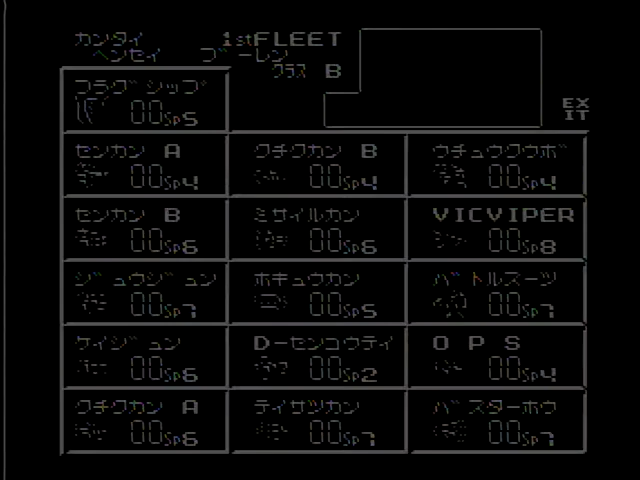 カンタイ 1stFLEET
ヘンセイ ブーレン
クラス B
フラグシップ
00Sp5
EX
IT
センカン A クチクカン B ウチュウクウボ
00Sp4 00Sp4 00Sp4
センカン B ミサイルカン VICVIPER
00Sp6 00Sp6 00Sp8
ジュウジュン ホキュウカン バトルスーツ
00Sp7 00Sp5 00Sp7
ケイジュン D-センコウテイ O P S
00Sp6 00Sp2 00Sp4
クチクカン A テイサツカン バスターホウ
00Sp6 00Sp7 00Sp7